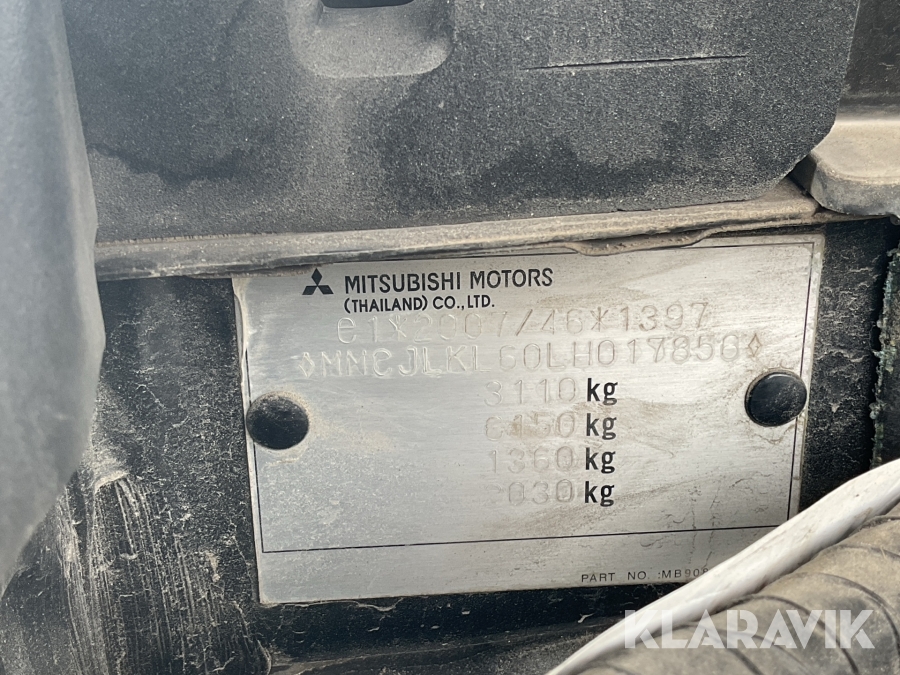 MITSUBISHI MOTORS
(THAILAND) CO., LTD.
e1*2007/46*1397
◊MMCJLKL60LH017856◊
3110 kg
6150 kg
1360 kg
2030 kg
PART NO. :MB908
KLARAVIK